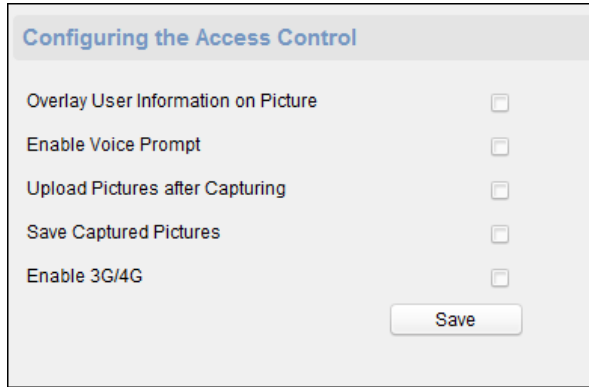 Configuring the Access Control
Overlay User Information on Picture
Enable Voice Prompt
Upload Pictures after Capturing
Save Captured Pictures
Enable 3G/4G
Save